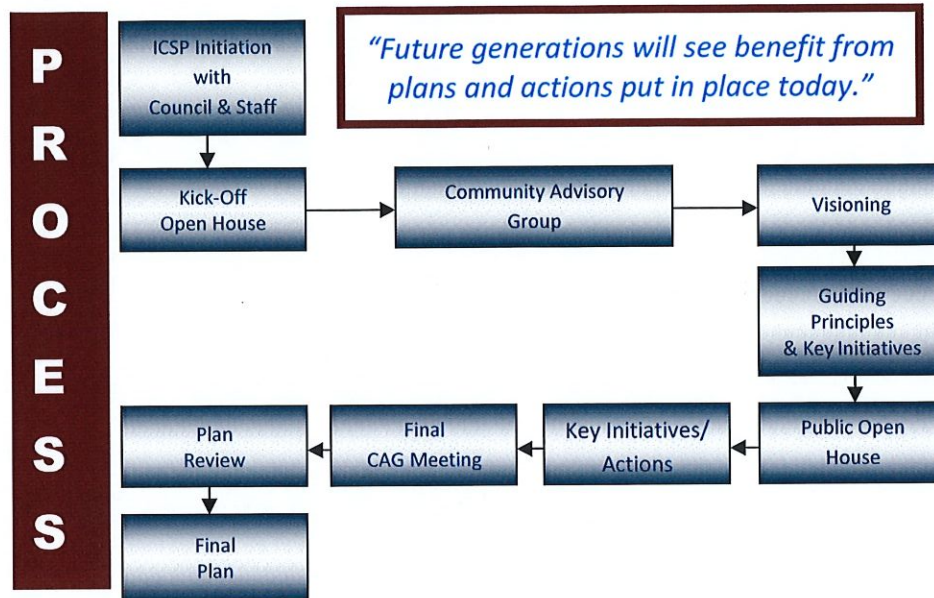 PROCESS
ICSP Initiation
with
Council & Staff
“Future generations will see benefit from
plans and actions put in place today.”
Kick-Off
Open House
Community Advisory
Group
Visioning
Guiding
Principles
& Key Initiatives
Public Open
House
Key Initiatives/
Actions
Final
CAG Meeting
Plan
Review
Final
Plan